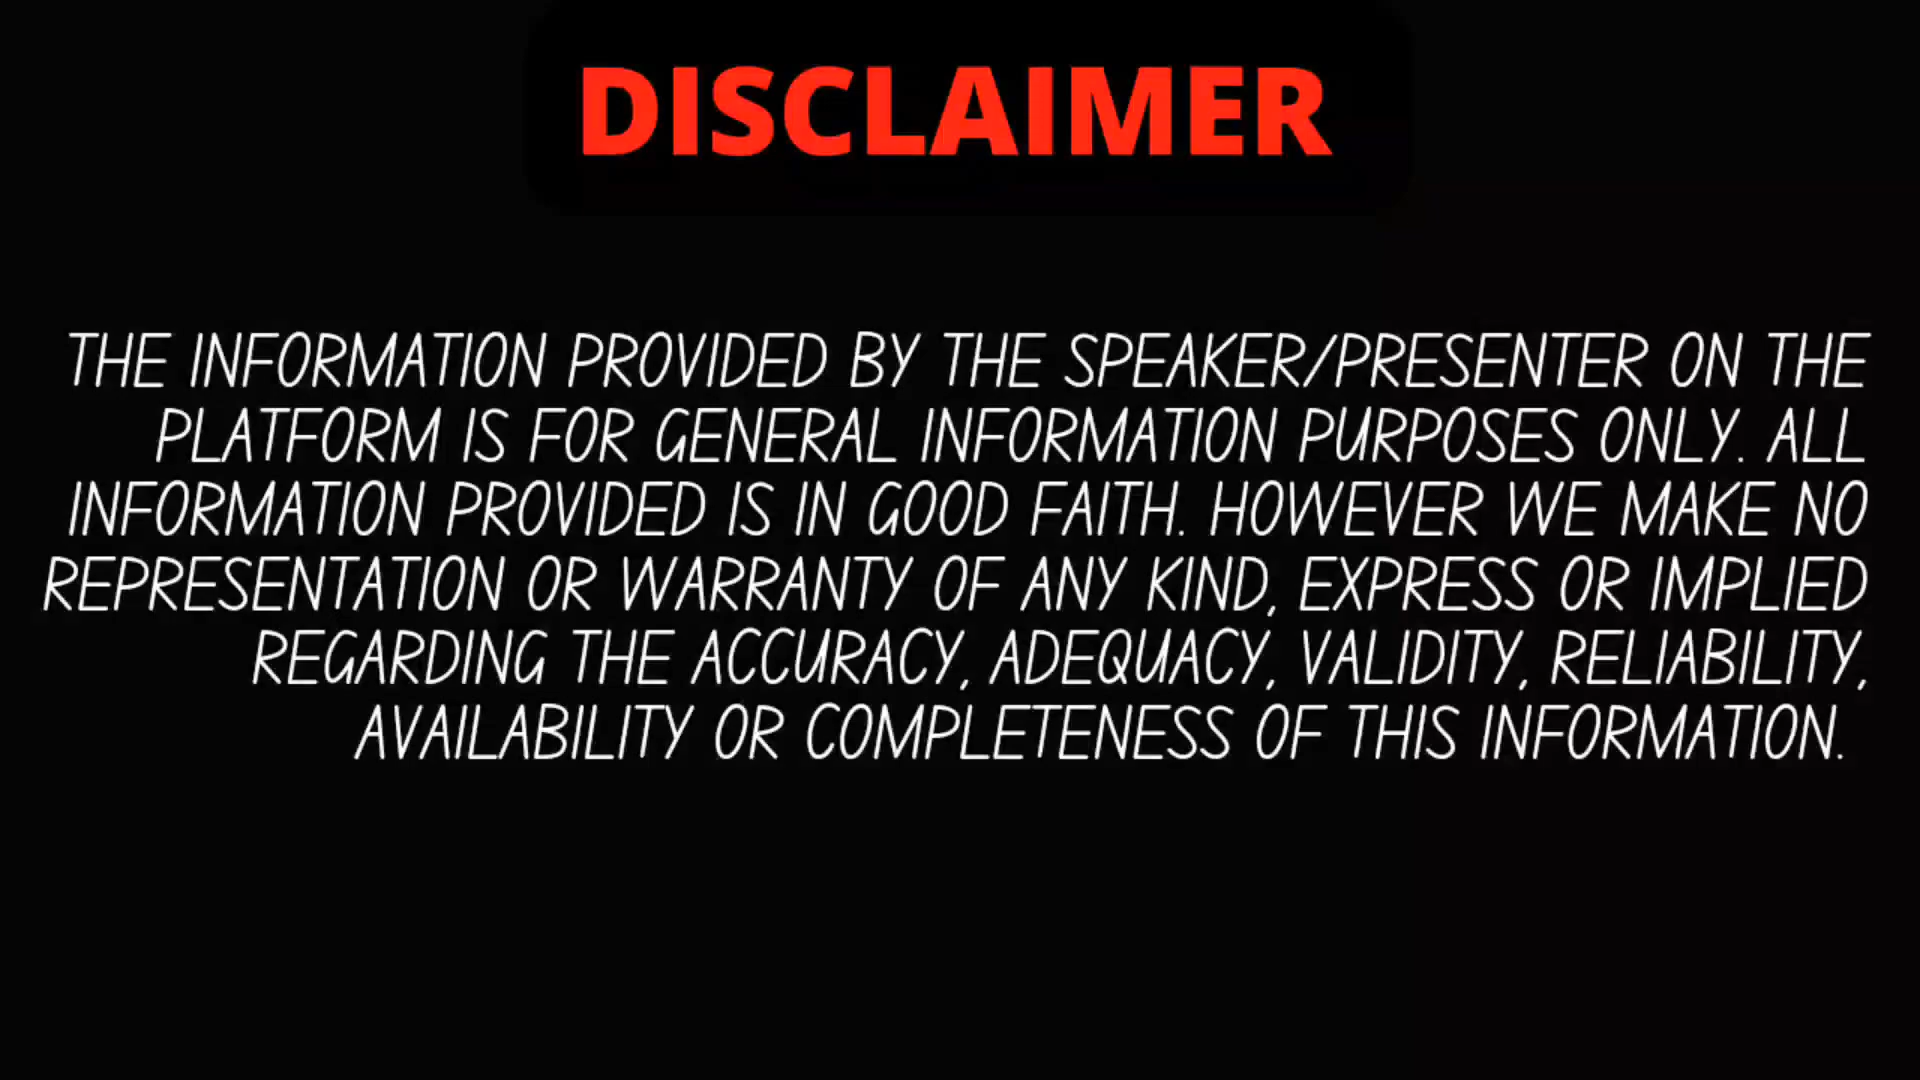 DISCLAIMER
THE INFORMATION PROVIDED BY THE SPEAKER/PRESENTER ON THE
PLATFORM IS FOR GENERAL INFORMATION PURPOSES ONLY. ALL
INFORMATION PROVIDED IS IN GOOD FAITH. HOWEVER WE MAKE NO
REPRESENTATION OR WARRANTY OF ANY KIND, EXPRESS OR IMPLIED
REGARDING THE ACCURACY, ADEQUACY, VALIDITY, RELIABILITY,
AVAILABILITY OR COMPLETENESS OF THIS INFORMATION.